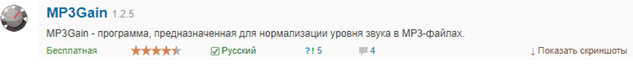 MP3Gain 1.2.5
MP3Gain - программа, предназначенная для нормализации уровня звука в MP3-файлах.
Бесплатная Русский ?! 5 4 ↓ Показать скриншоты